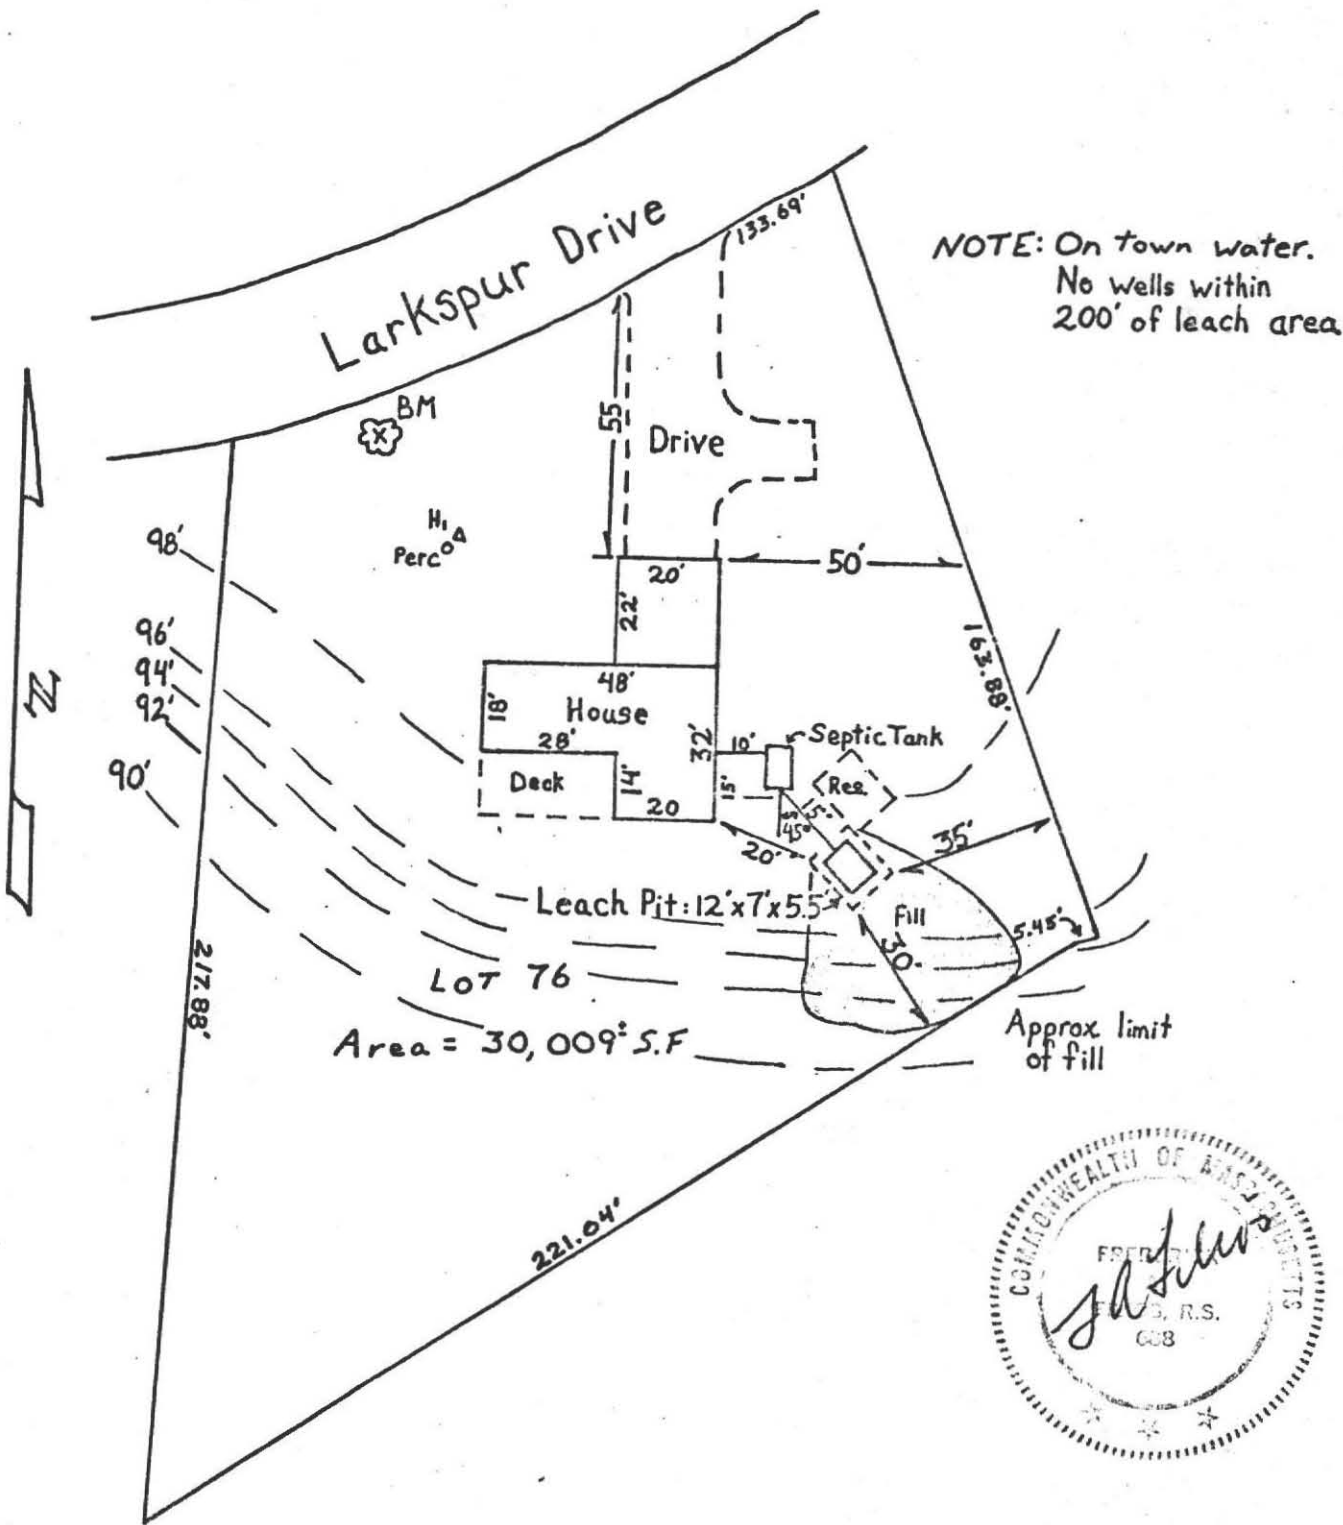 Larkspur Drive
133.69'
NOTE: On town water.
No wells within
200' of leach area
BM
55
Drive
H1
Perc
98'
96'
94'
92'
90'
20'
50'
22'
163.88'
48'
18'
House
28'
32'
10'
Septic Tank
Deck
14'
20
15'
Res.
45°
20'
35'
Leach Pit: 12'x7'x5.5'
Fill
30'
5.45'
N
217.88'
LOT 76
Area = 30,009± S.F
Approx limit
of fill
221.04'
COMMONWEALTH OF MASSACHUSETTS
R.S.